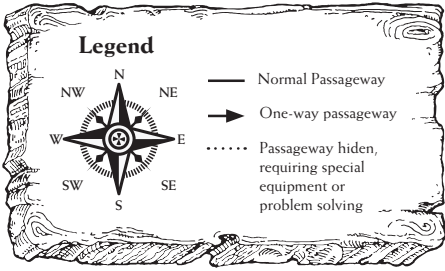 Legend
N
NW
NE
W
E
SW
SE
S
Normal Passageway
One-way passageway
Passageway hiden,
requiring special
equipment or
problem solving